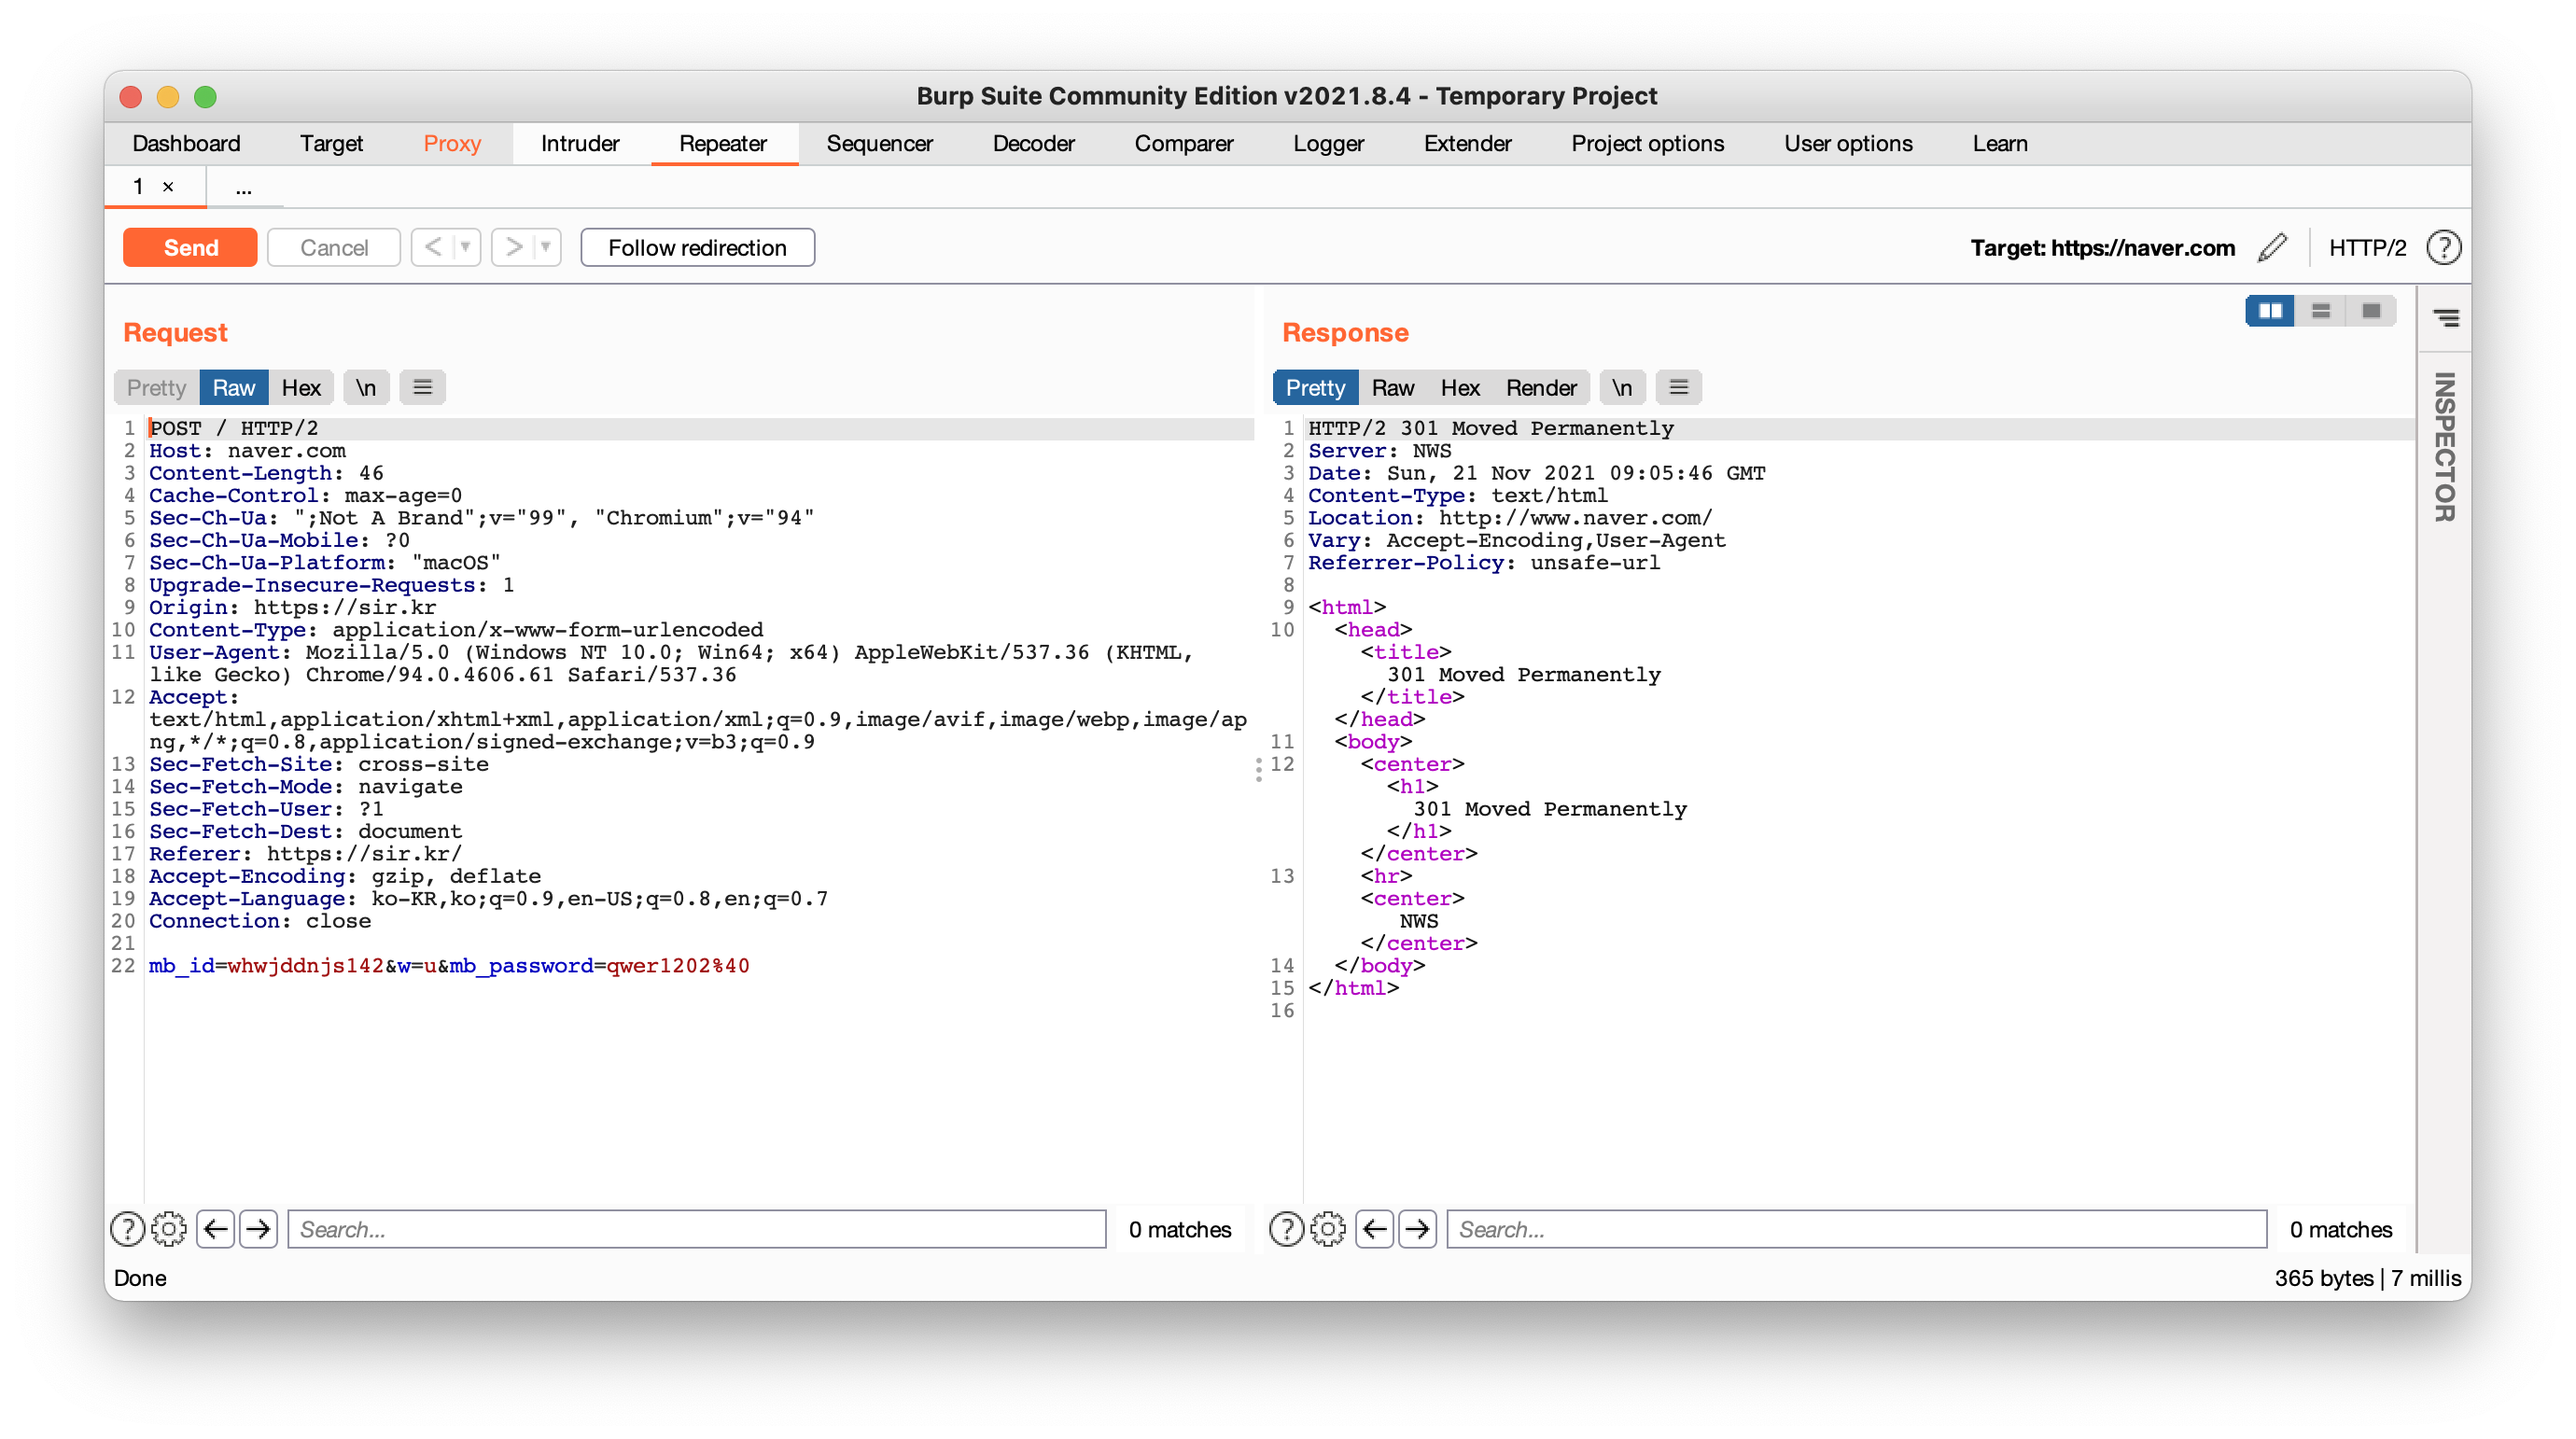 Burp Suite Community Edition v2021.8.4 - Temporary Project
Dashboard Target Proxy Intruder Repeater Sequencer Decoder Comparer Logger Extender Project options User options Learn
1 × ...
Send Cancel < > Follow redirection Target: https://naver.com HTTP/2 ?
Request
Pretty Raw Hex \n
1 POST / HTTP/2
2 Host: naver.com
3 Content-Length: 46
4 Cache-Control: max-age=0
5 Sec-Ch-Ua: ";Not A Brand";v="99", "Chromium";v="94"
6 Sec-Ch-Ua-Mobile: ?0
7 Sec-Ch-Ua-Platform: "macOS"
8 Upgrade-Insecure-Requests: 1
9 Origin: https://sir.kr
10 Content-Type: application/x-www-form-urlencoded
11 User-Agent: Mozilla/5.0 (Windows NT 10.0; Win64; x64) AppleWebKit/537.36 (KHTML,
like Gecko) Chrome/94.0.4606.61 Safari/537.36
12 Accept:
text/html,application/xhtml+xml,application/xml;q=0.9,image/avif,image/webp,image/ap
ng,*/*;q=0.8,application/signed-exchange;v=b3;q=0.9
13 Sec-Fetch-Site: cross-site
14 Sec-Fetch-Mode: navigate
15 Sec-Fetch-User: ?1
16 Sec-Fetch-Dest: document
17 Referer: https://sir.kr/
18 Accept-Encoding: gzip, deflate
19 Accept-Language: ko-KR,ko;q=0.9,en-US;q=0.8,en;q=0.7
20 Connection: close
21
22 mb_id=whwjddnjs142&w=u&mb_password=qwer1202%40
? Search... 0 matches
Response
Pretty Raw Hex Render \n
1 HTTP/2 301 Moved Permanently
2 Server: NWS
3 Date: Sun, 21 Nov 2021 09:05:46 GMT
4 Content-Type: text/html
5 Location: http://www.naver.com/
6 Vary: Accept-Encoding,User-Agent
7 Referrer-Policy: unsafe-url
8
9 <html>
10 <head>
<title>
301 Moved Permanently
</title>
</head>
11 <body>
12 <center>
<h1>
301 Moved Permanently
</h1>
</center>
13 <hr>
<center>
NWS
</center>
14 </body>
15 </html>
16
? Search... 0 matches
INSPECTOR
Done 365 bytes | 7 millis